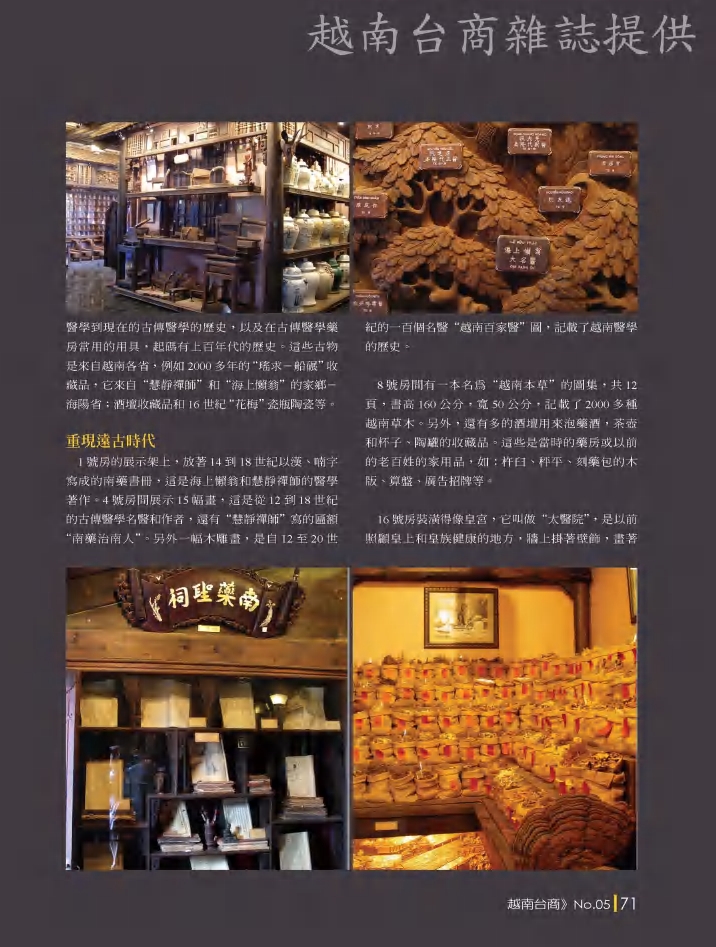 越南台商雜誌提供
醫學到現在的古傳醫學的歷史，以及在古傳醫學藥
房當用的用具，起碼有上百年代的歷史。這些古物
是來自越南各省，例如 2000 多年的“瑤求－船碾”收
藏品，它來自“慧靜禪師”和“海上懶翁”的家鄉－
海陽省；酒壇收藏品和 16 世紀“花梅”瓷瓶陶瓷等。
重現遠古時代
1 號房的展示架上，放著 14 到 18 世紀以漢、喃字
寫成的南藥書冊，這是海上懶翁和慧靜禪師的醫學
著作。4 號房間展示 15 幅畫，這是從 12 到 18 世紀
的古傳醫學名醫和作者，還有“慧靜禪師”寫的匾額
“南藥治南人”。另外一幅木雕畫，是自 12 至 20 世
紀的一百個名醫“越南百家醫”圖，記載了越南醫學
的歷史。
8 號房間有一本名爲“越南本草”的圖集，共 12
頁，書高 160 公分，寬 50 公分，記載了 2000 多種
越南草木。另外，還有多的酒壇用來泡藥酒，茶壺
和杯子、陶罐的收藏品。這些是當時的藥房或以前
的老百姓的家用品，如：杵臼、秤平、刻藥包的木
版、算盤、廣告招牌等。
16 號房裝潢得像皇宮，它叫做“太醫院”，是以前
照顧皇上和皇族健康的地方，牆上掛著壁飾，畫著
海上懶翁
大名醫
祠聖藥南
越南台商》No.05 71